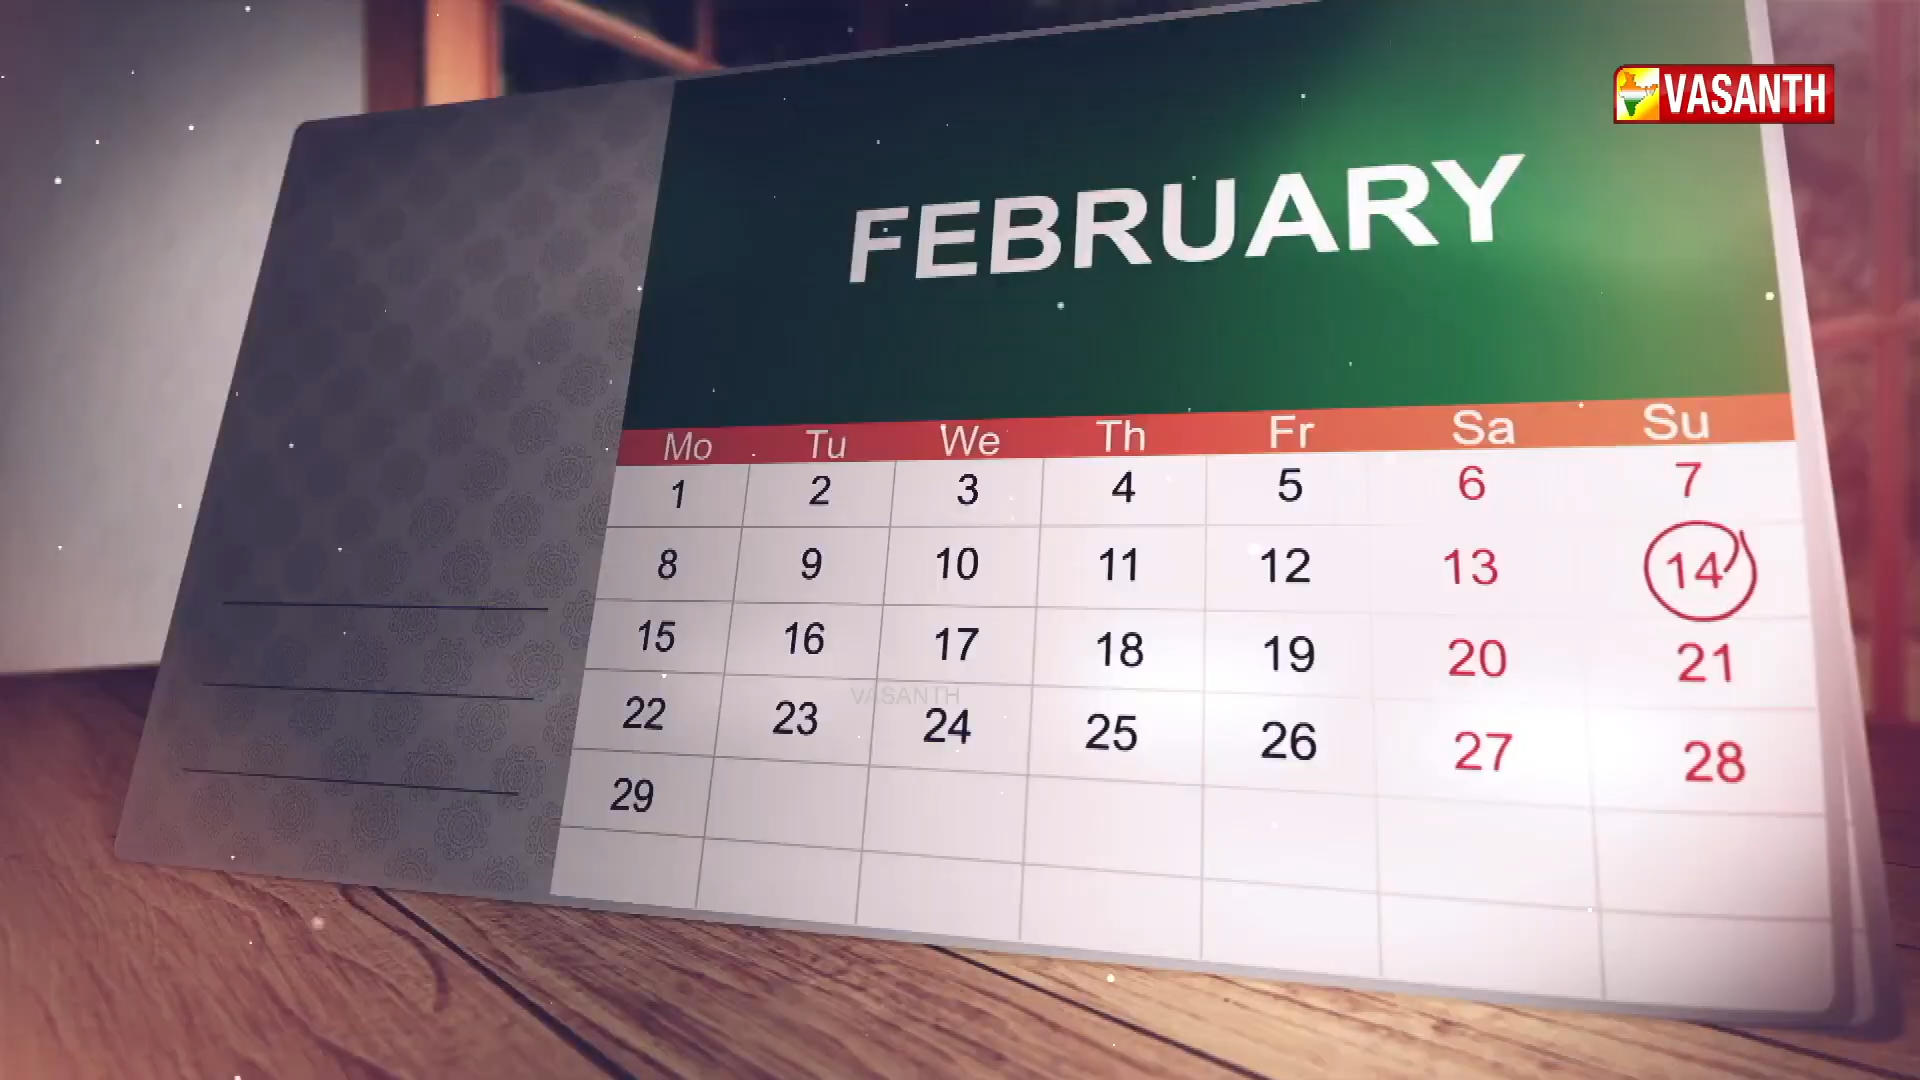 VASANTH
FEBRUARY
Mo Tu We Th Fr Sa Su
1 2 3 4 5 6 7
8 9 10 11 12 13 14
15 16 17 18 19 20 21
VASANTH
22 23 24 25 26 27 28
29